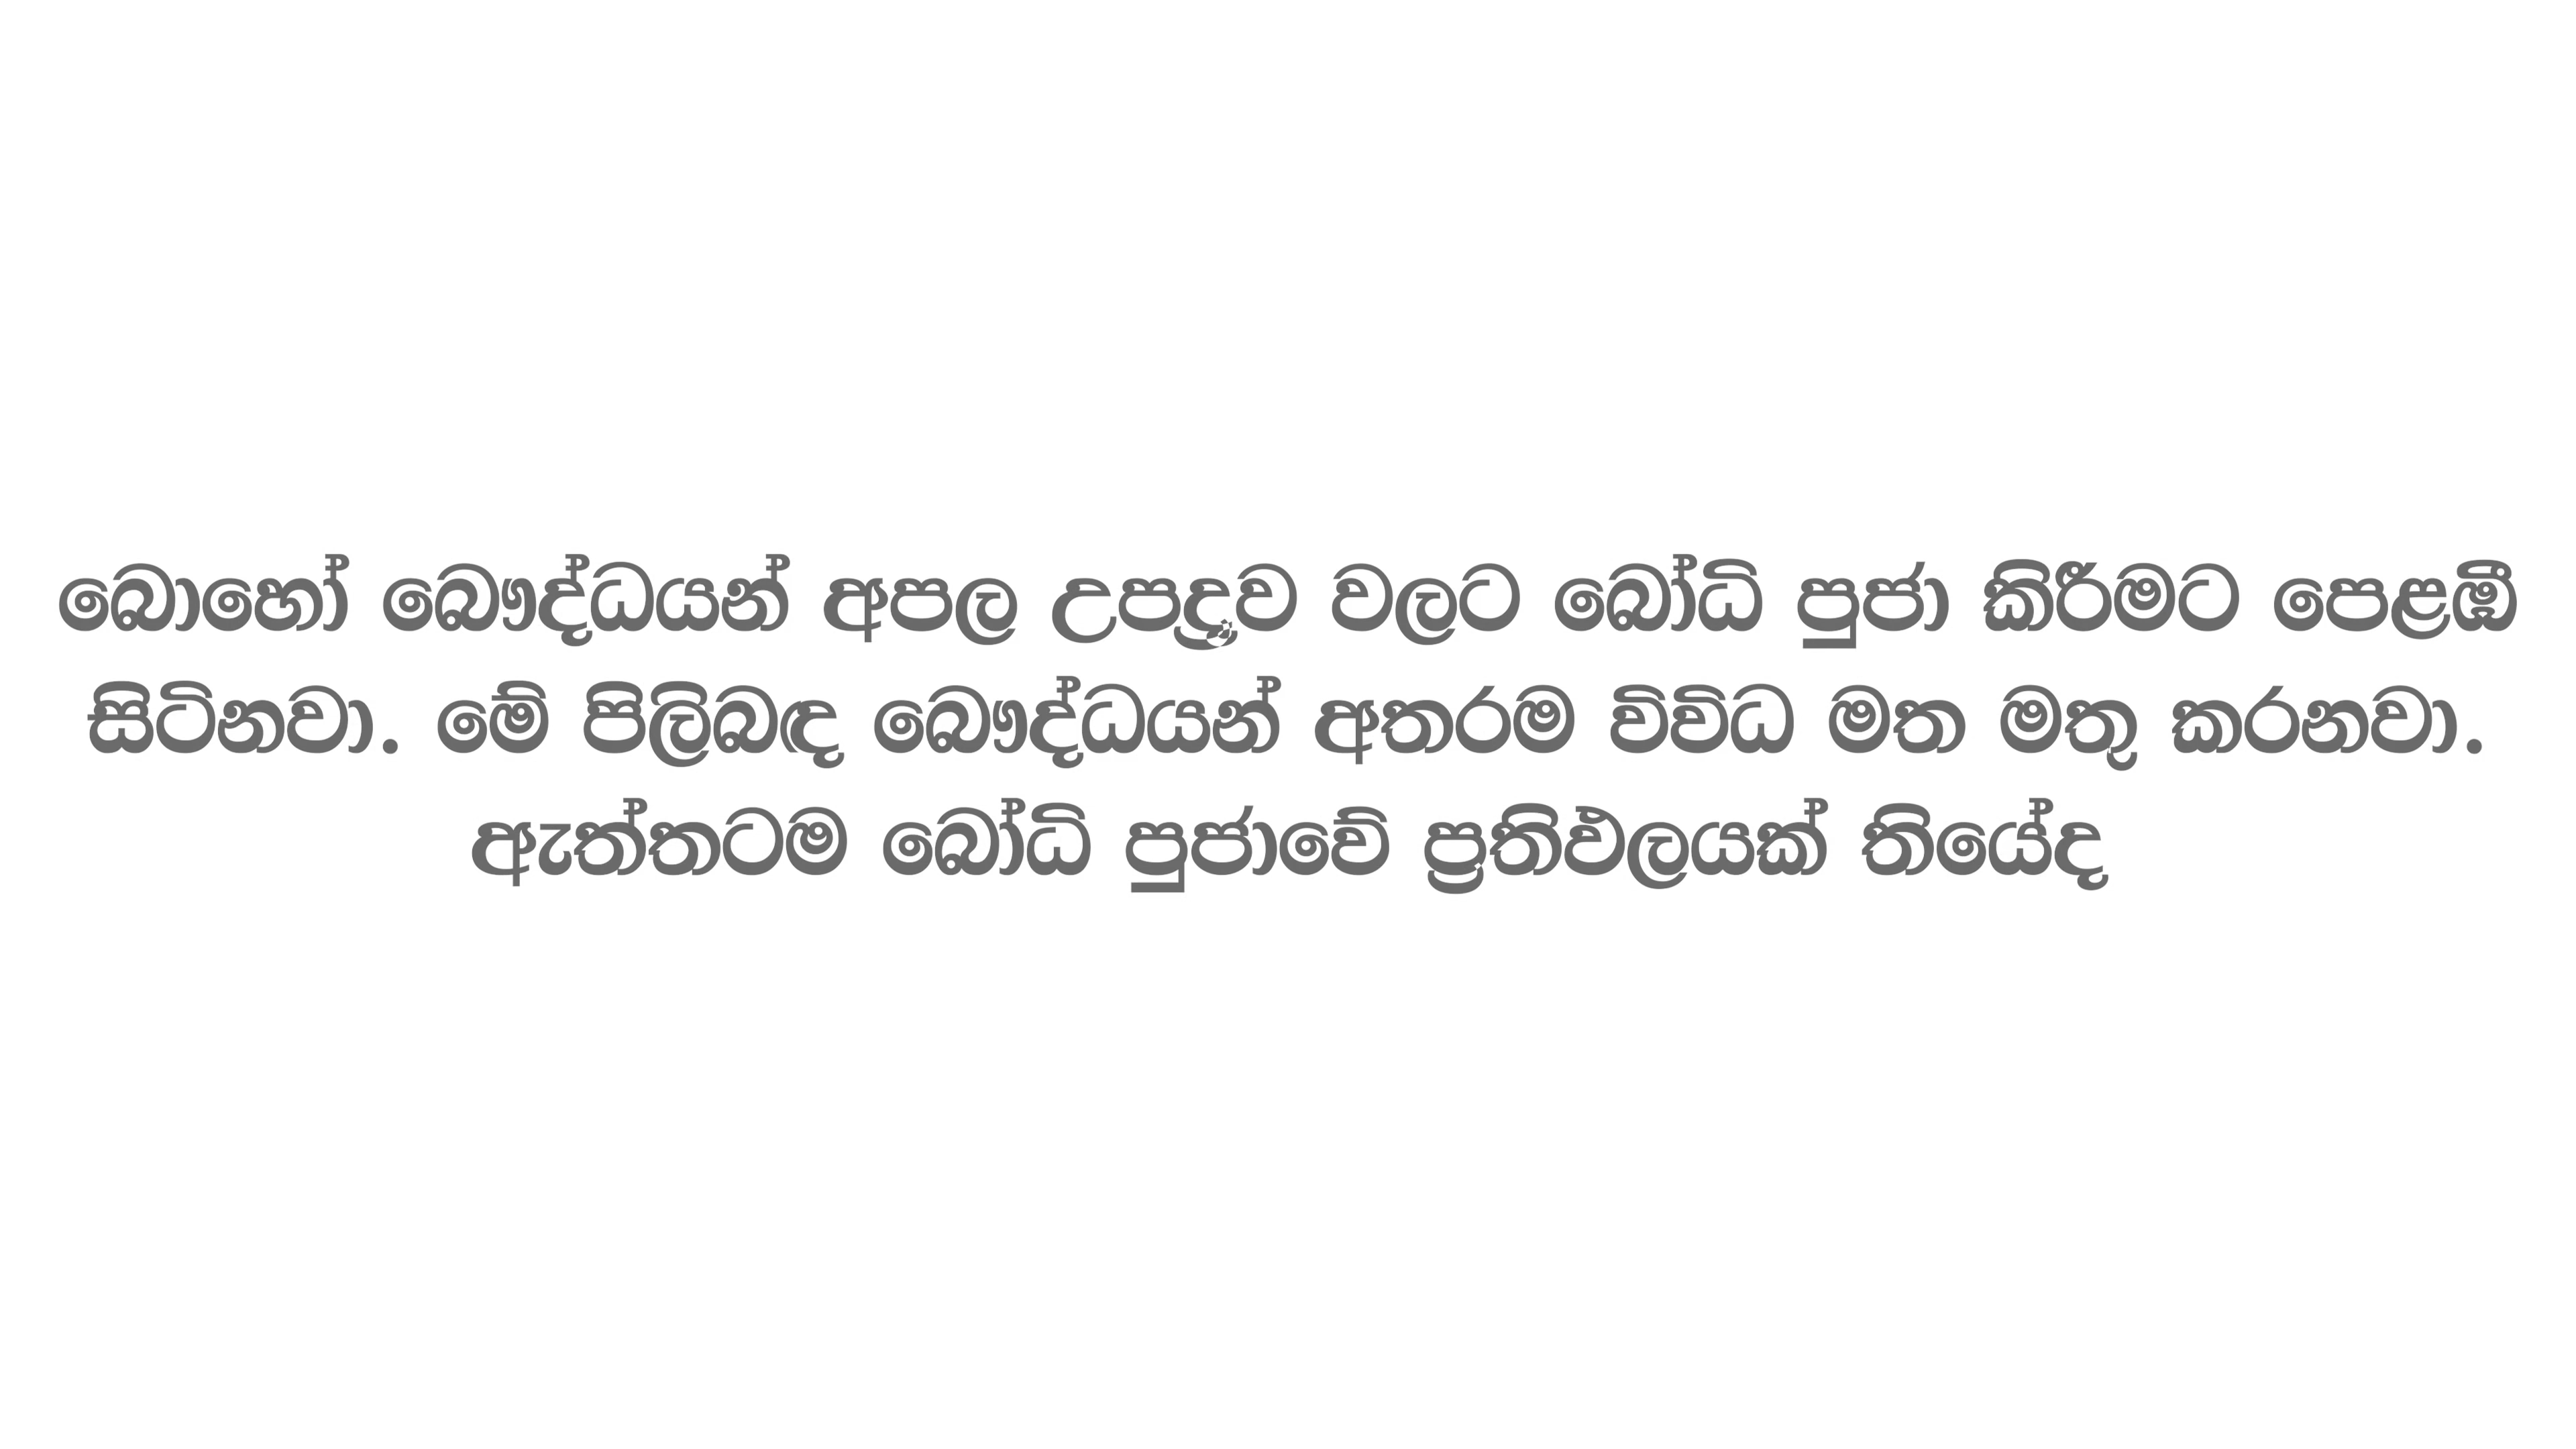 බොහෝ බෞද්ධයන් අපල උපද්‍රව වලට බෝධි පුජා කිරීමට පෙළඹී
සිටිනවා. මේ පිලිබඳ බෞද්ධයන් අතරම විවිධ මත මතු කරනවා.
ඇත්තටම බෝධි පුජාවේ ප්‍රතිඵලයක් තියේද